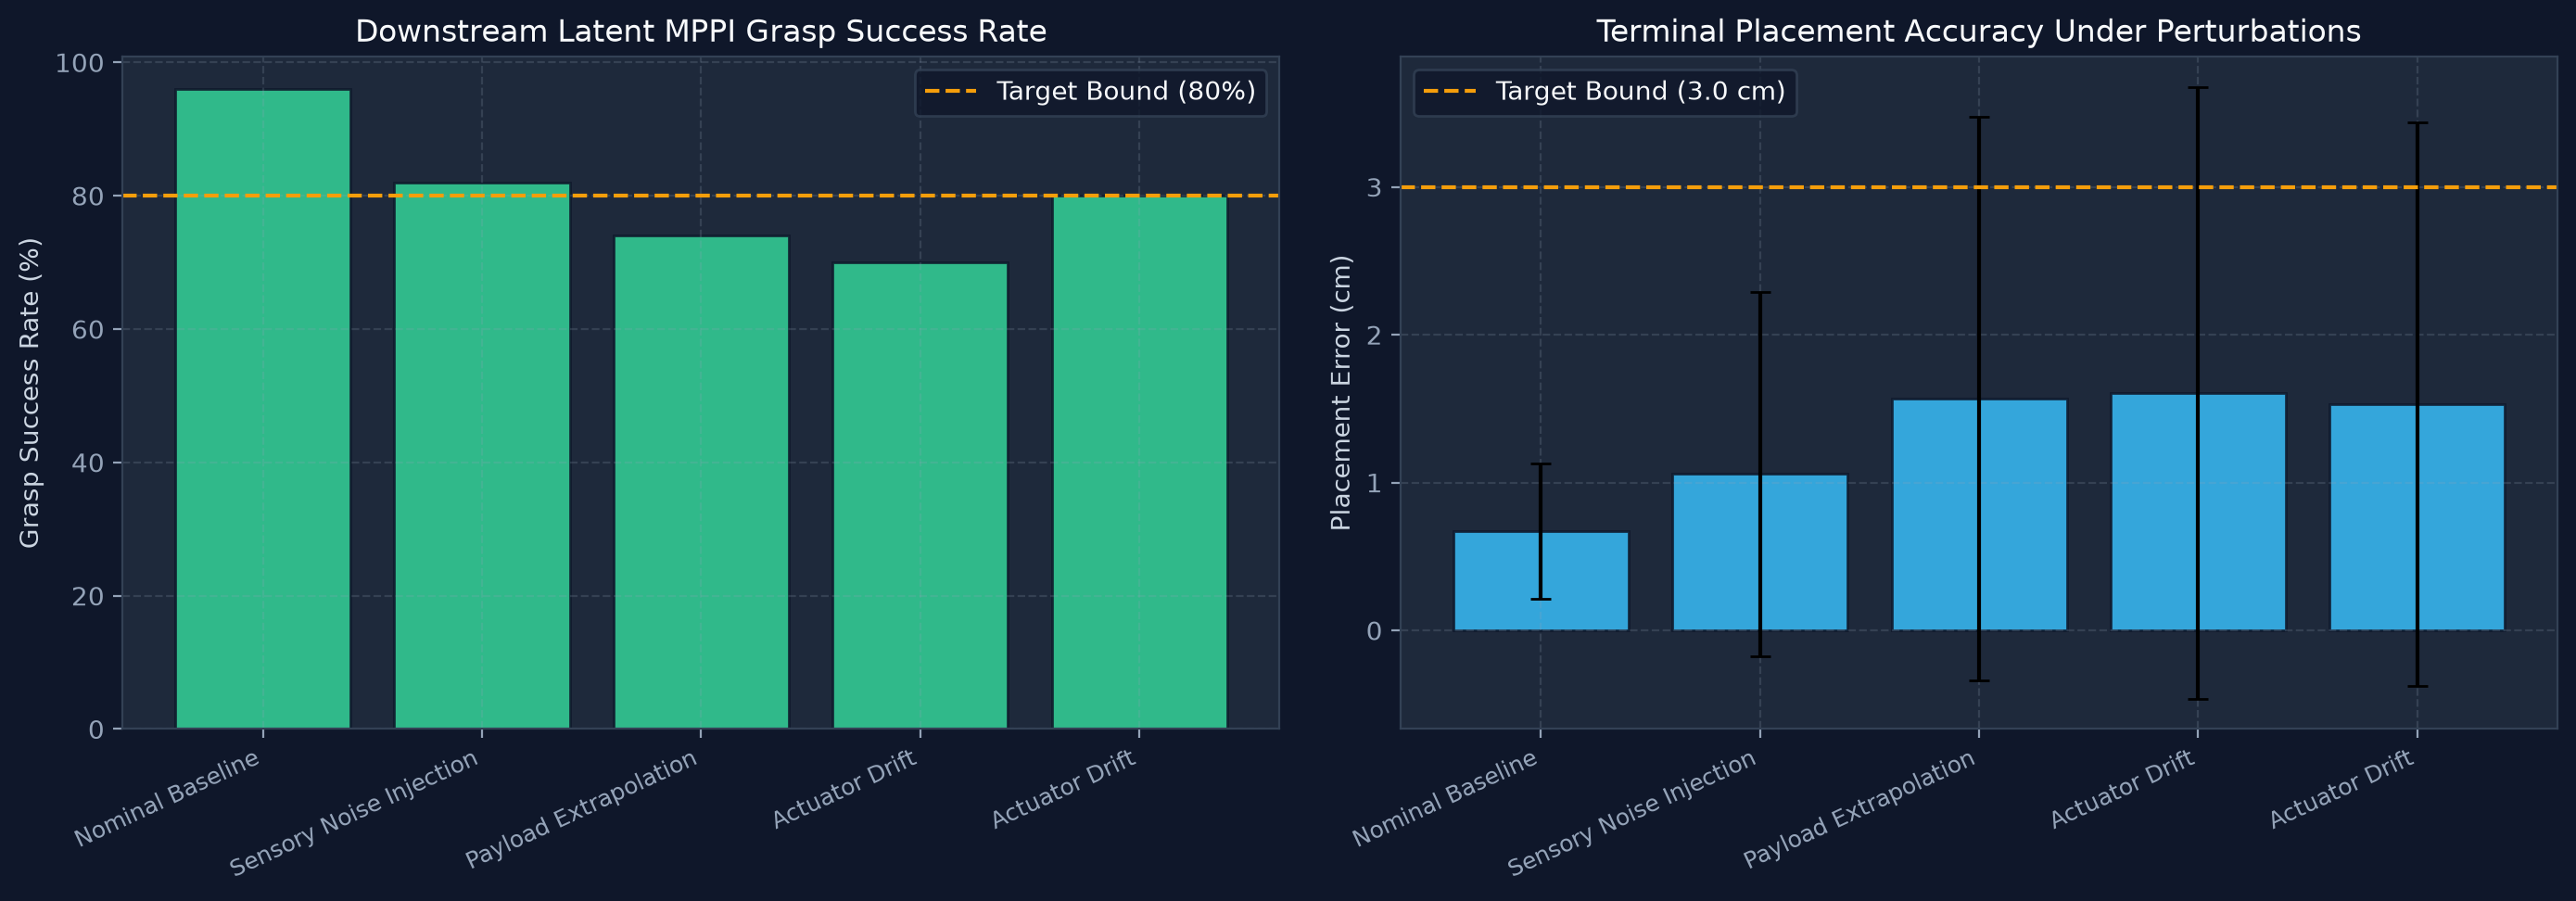 Downstream Latent MPPI Grasp Success Rate
Grasp Success Rate (%)
100
80
60
40
20
0
Target Bound (80%)
Nominal Baseline
Sensory Noise Injection
Payload Extrapolation
Actuator Drift
Actuator Drift
Terminal Placement Accuracy Under Perturbations
Placement Error (cm)
3
2
1
0
Target Bound (3.0 cm)
Nominal Baseline
Sensory Noise Injection
Payload Extrapolation
Actuator Drift
Actuator Drift